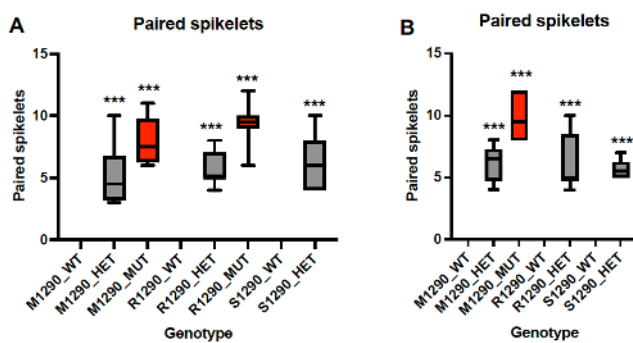 A
Paired spikelets
Paired spikelets
15
10
5
0
***
***
***
***
***
M1290_WT
M1290_HET
M1290_MUT
R1290_WT
R1290_HET
R1290_MUT
S1290_WT
S1290_HET
Genotype
B
Paired spikelets
Paired spikelets
15
10
5
0
***
***
***
***
M1290_WT
M1290_HET
M1290_MUT
R1290_WT
R1290_HET
S1290_WT
S1290_HET
Genotype